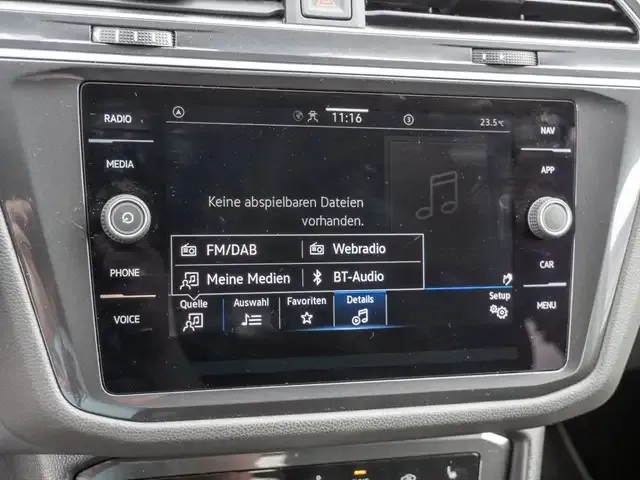 RADIO
MEDIA
PHONE
VOICE
11:16
3
23.5°C
Keine abspielbaren Dateien
vorhanden.
FM/DAB
Webradio
Meine Medien
BT-Audio
Quelle
Auswahl
Favoriten
Details
Setup
NAV
APP
CAR
MENU